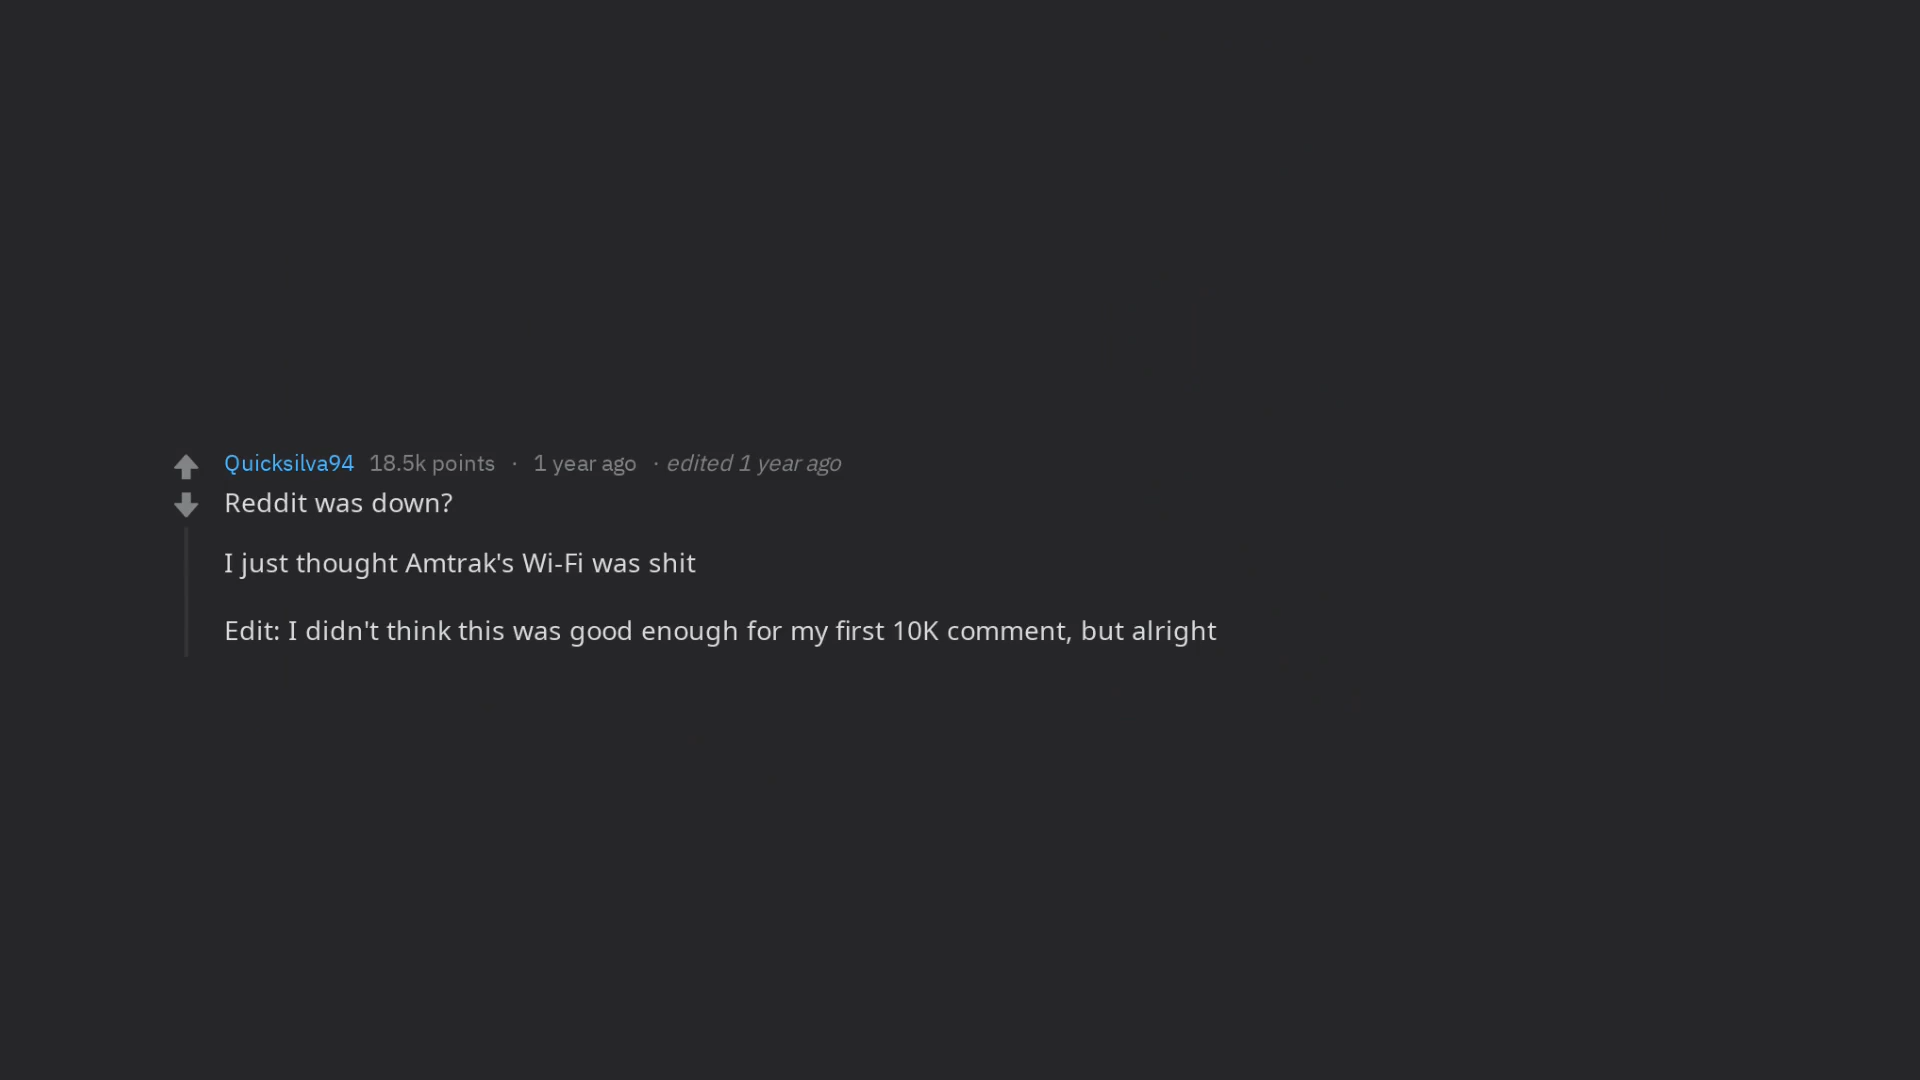 Quicksilva94 18.5k points · 1 year ago · edited 1 year ago
Reddit was down?
I just thought Amtrak's Wi-Fi was shit
Edit: I didn't think this was good enough for my first 10K comment, but alright